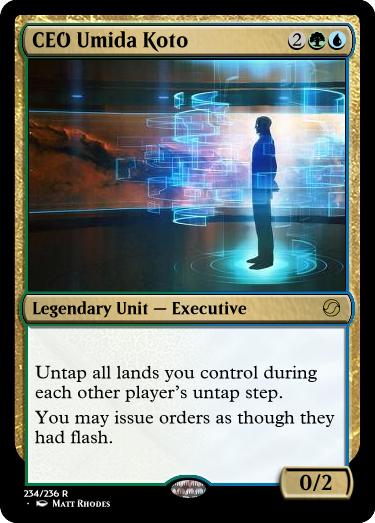 CEO Umida Koto 2
Legendary Unit — Executive
Untap all lands you control during
each other player's untap step.
You may issue orders as though they
had flash.
0/2
234/236 R
· Matt Rhodes